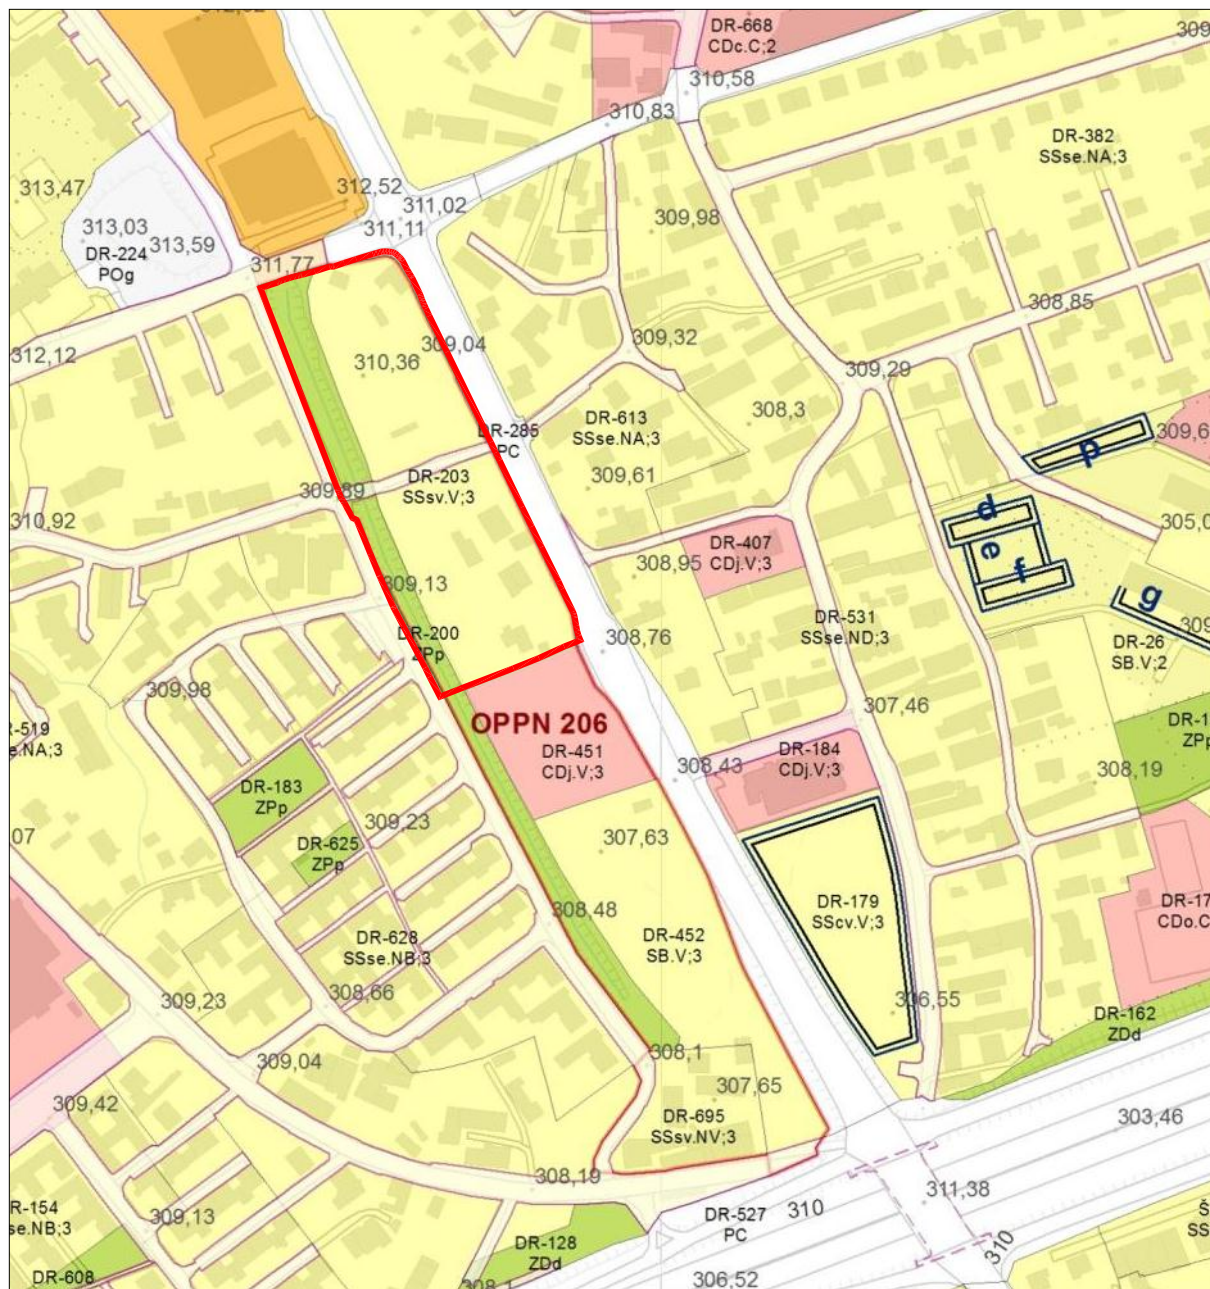 DR-668
CDc.C;2
310,58
310,83
DR-382
SSse.NA;3
313,47
312,52
311,02
311,11
313,03
313,59
DR-224
POg
311,77
309,98
308,85
309,04
309,32
312,12
310,36
309,29
DR-613
SSse.NA;3
308,3
DR-285
PC
p
DR-203
SSsv.V;3
309,61
309,89
310,92
d
e
f
g
308,95
DR-407
CDj.V;3
309,13
DR-531
SSse.ND;3
DR-200
ZPp
308,76
DR-26
SB.V;2
309,98
307,46
OPPN 206
DR-451
CDj.V;3
308,43
DR-184
CDj.V;3
308,19
DR-183
ZPp
309,23
DR-625
ZPp
307,63
DR-179
SScv.V;3
308,48
DR-628
SSse.NB;3
DR-452
SB.V;3
308,66
309,23
306,55
DR-162
ZDd
309,04
308,1
307,65
309,42
DR-695
SSsv.NV;3
303,46
308,19
311,38
309,13
DR-527
PC
310
310
DR-128
ZDd
306,52
DR-608